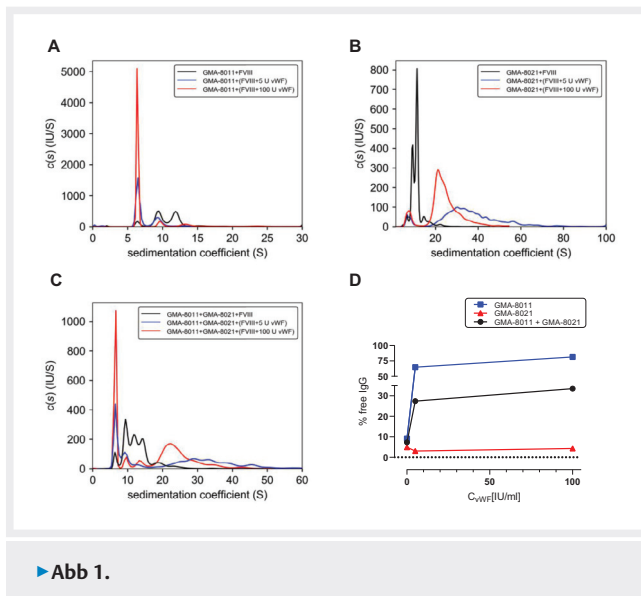 A
GMA-8011+FVIII
GMA-8011+(FVIII+5 U vWF)
GMA-8011+(FVIII+100 U vWF)
c(s) (IU/S)
5000
4000
3000
2000
1000
0
0 5 10 15 20 25 30
sedimentation coefficient (S)
B
GMA-8021+FVIII
GMA-8021+(FVIII+5 U vWF)
GMA-8021+(FVIII+100 U vWF)
c(s) (IU/S)
800
700
600
500
400
300
200
100
0
20 40 60 80 100
sedimentation coefficient (S)
C
GMA-8011+GMA-8021+FVIII
GMA-8011+GMA-8021+(FVIII+5 U vWF)
GMA-8011+GMA-8021+(FVIII+100 U vWF)
c(s) (IU/S)
1000
800
600
400
200
0
0 10 20 30 40 50 60
sedimentation coefficient (S)
D
GMA-8011
GMA-8021
GMA-8011 + GMA-8021
% free IgG
100
75
50
30
20
10
0
0 50 100
CvWF[IU/ml]
►Abb 1.